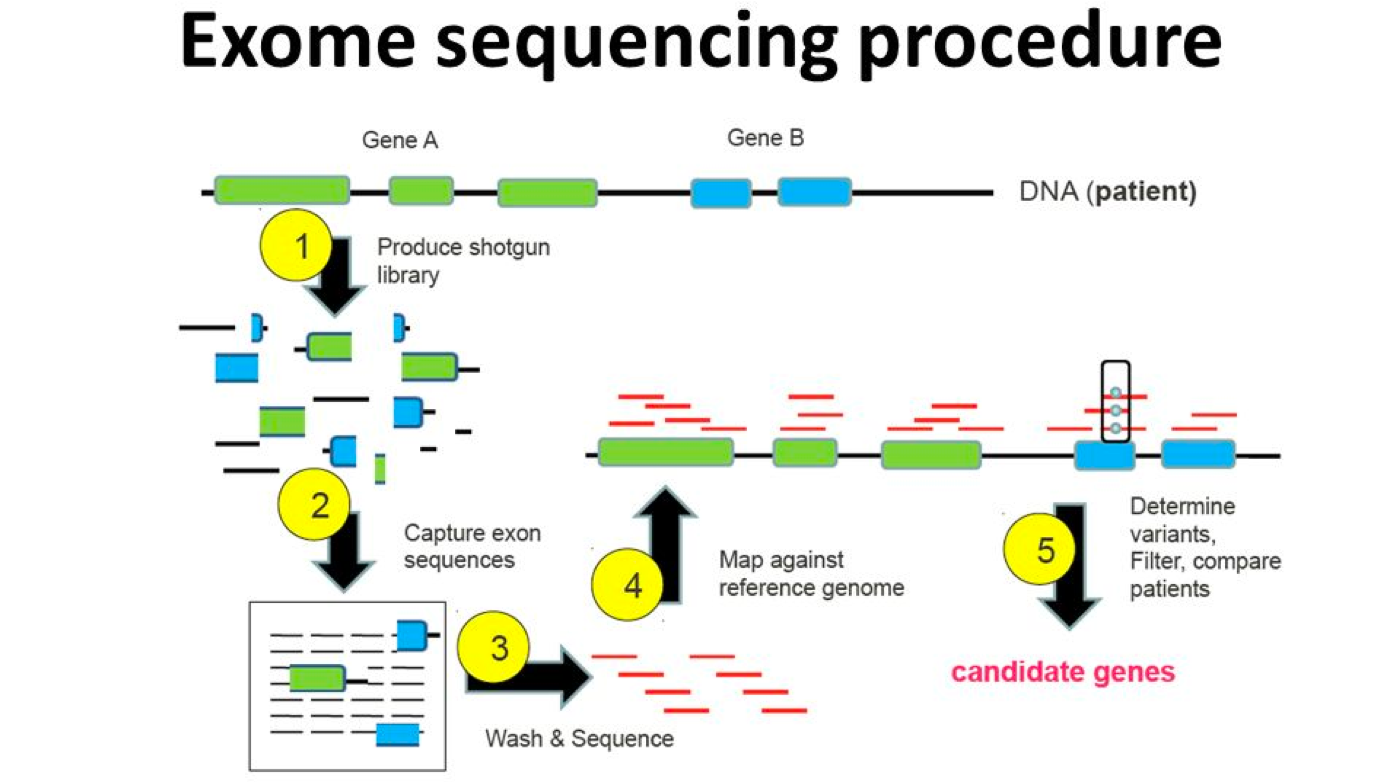 Exome sequencing procedure
Gene A
Gene B
DNA (patient)
1
Produce shotgun
library
2
Capture exon
sequences
3
Wash & Sequence
4
Map against
reference genome
5
Determine
variants,
Filter, compare
patients
candidate genes